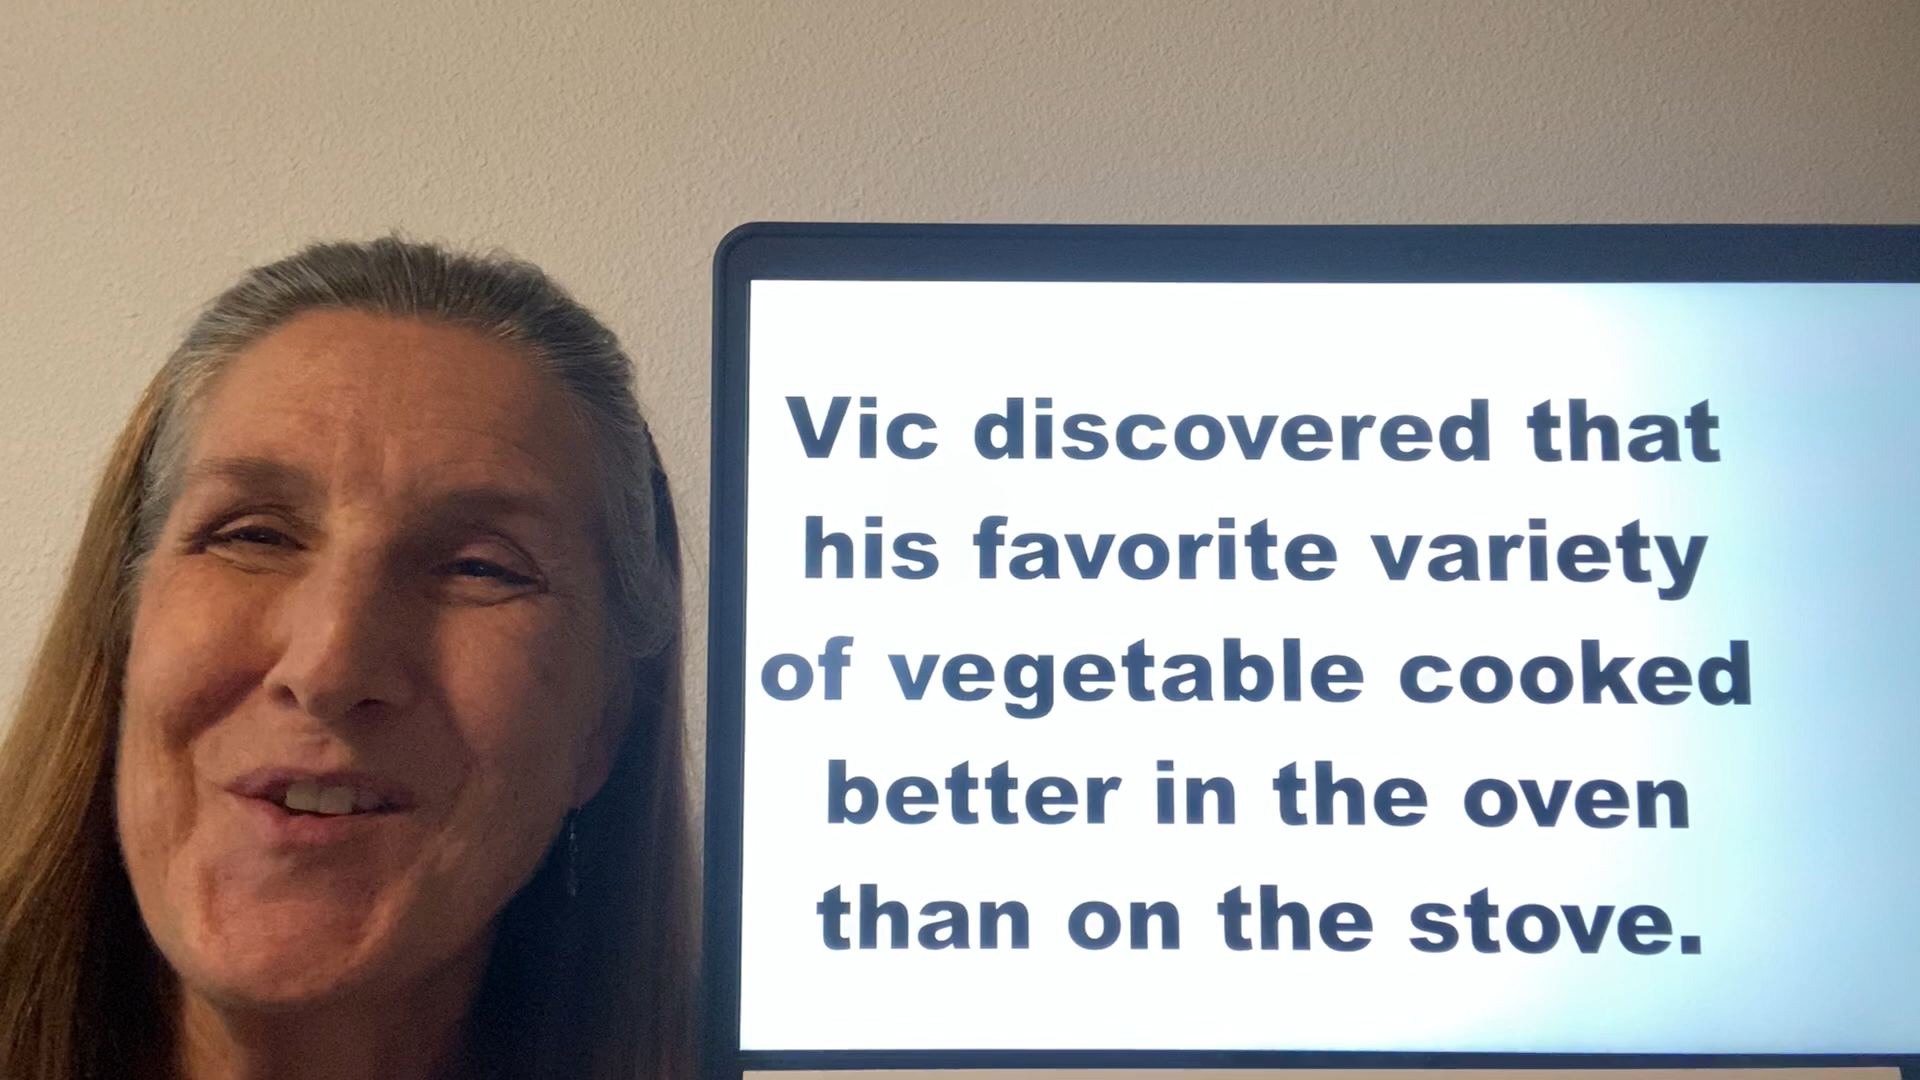 Vic discovered that
his favorite variety
of vegetable cooked
better in the oven
than on the stove.